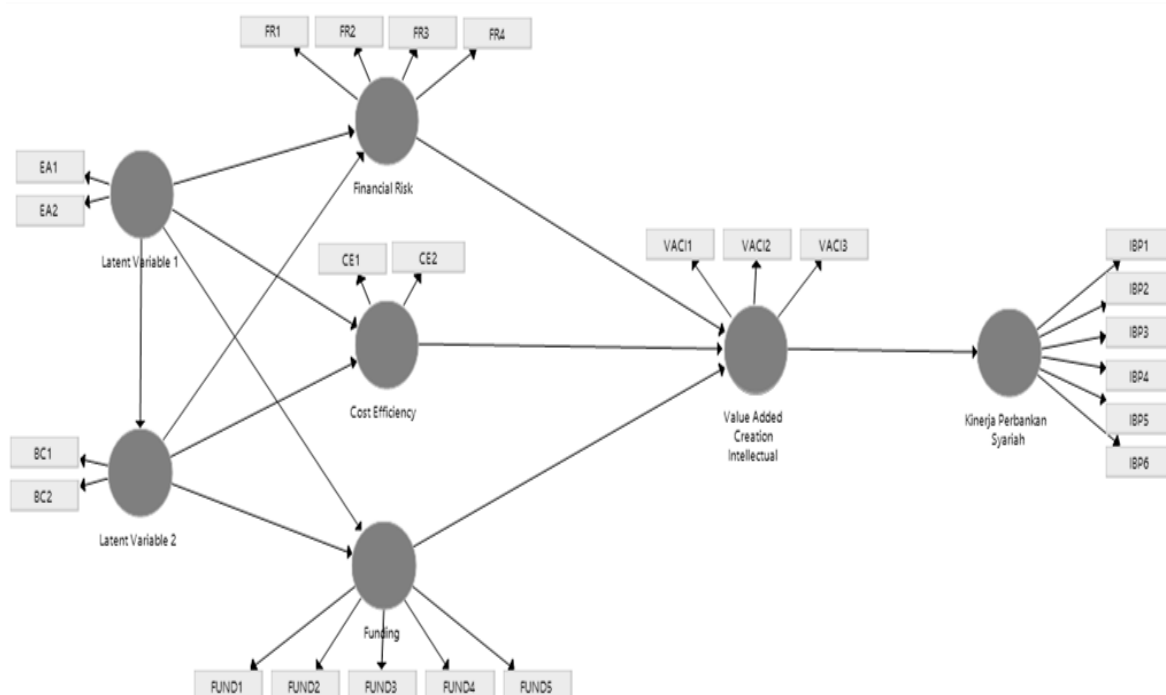 FR1
FR2
FR3
FR4
EA1
EA2
Financial Risk
Latent Variable 1
CE1
CE2
VACI1
VACI2
VACI3
IBP1
IBP2
IBP3
IBP4
IBP5
IBP6
Cost Efficiency
Value Added
Creation
Intellectual
Kinerja Perbankan
Syariah
BC1
BC2
Latent Variable 2
Funding
FUND1
FUND2
FUND3
FUND4
FUND5